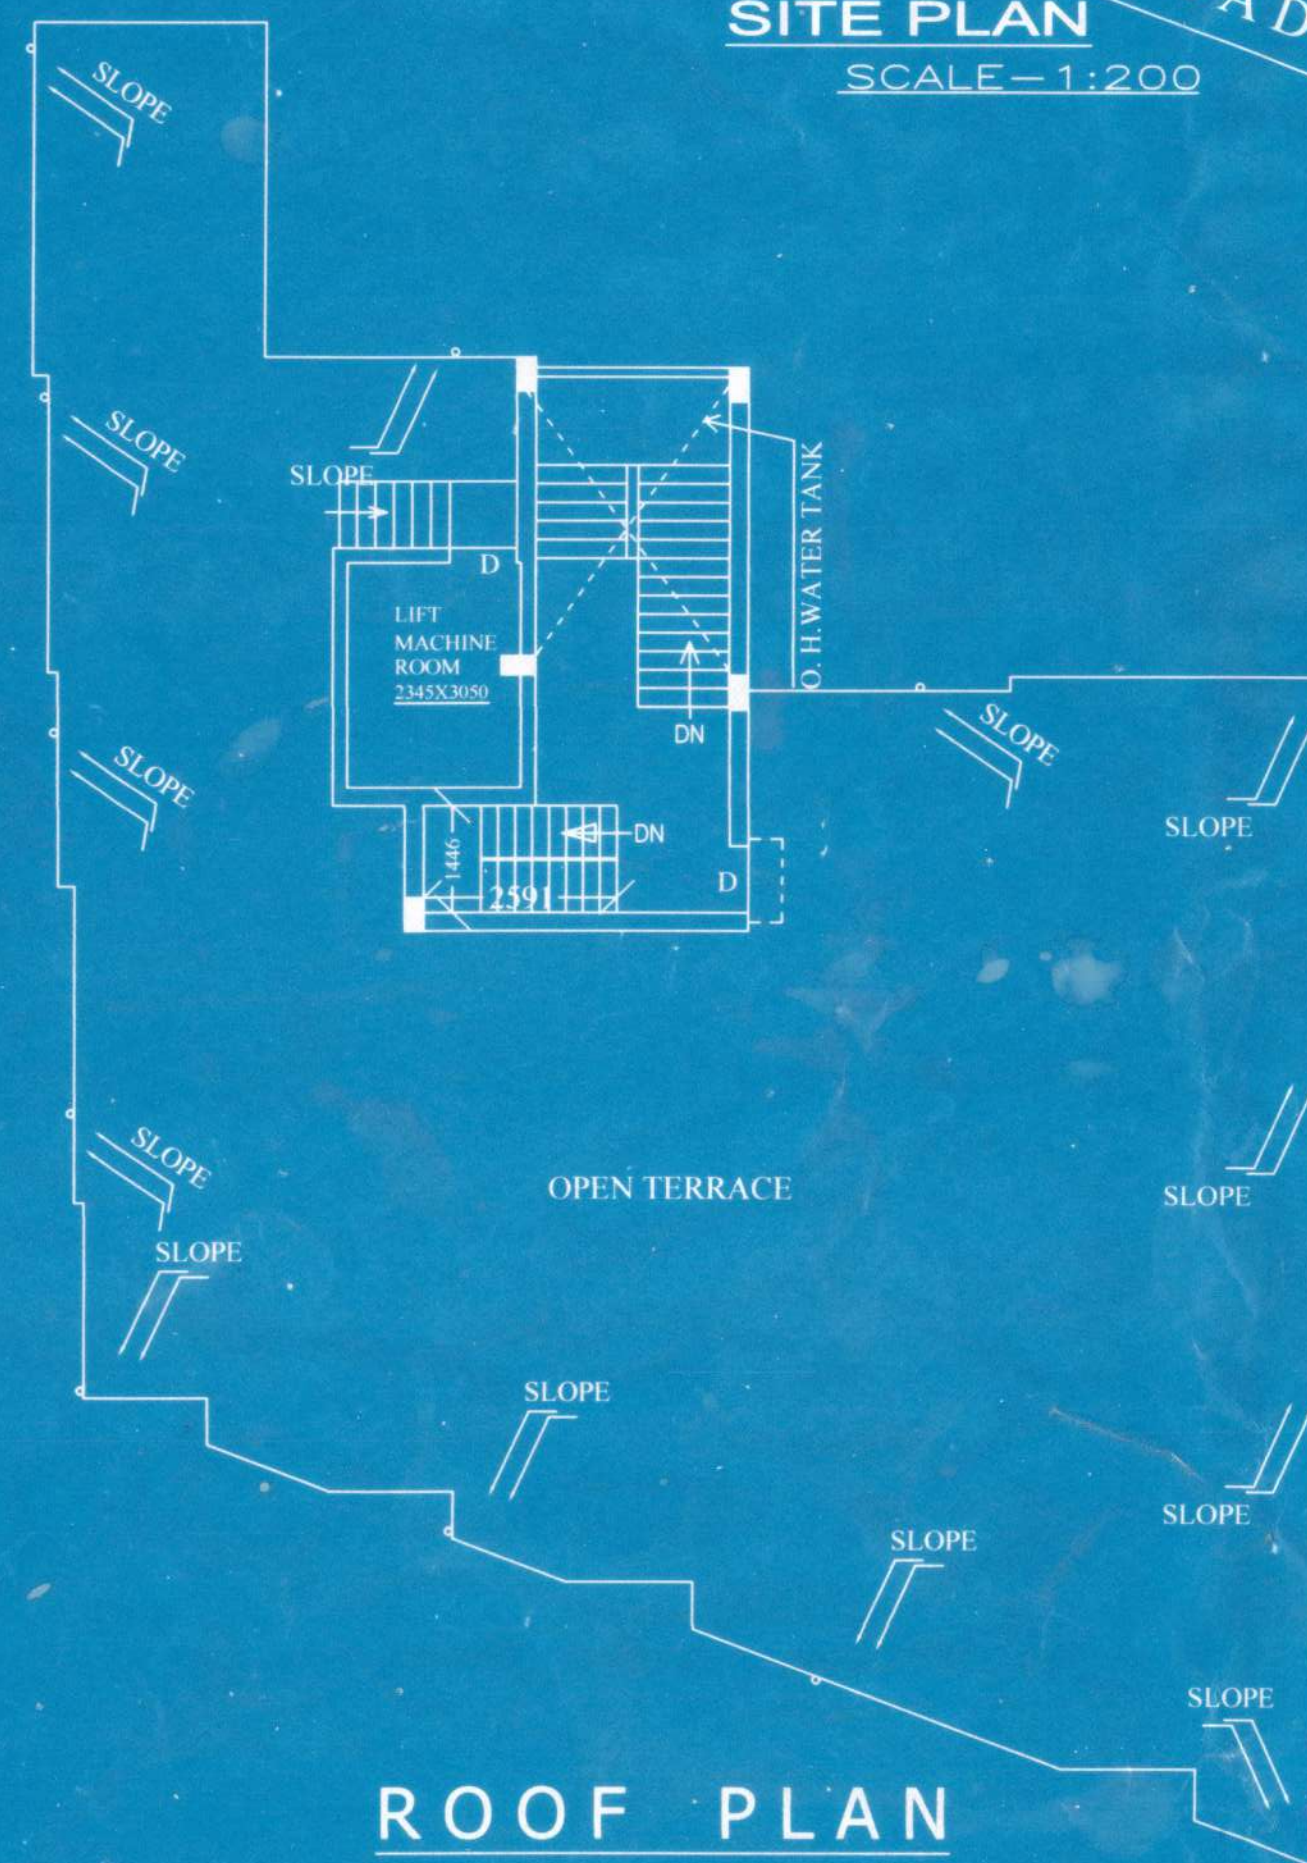 SITE PLAN
SCALE-1:200
AD
SLOPE
SLOPE
SLOPE
O.H.WATER TANK
D
LIFT
MACHINE
ROOM
2345X3050
DN
SLOPE
SLOPE
SLOPE
DN
1446
2591
D
SLOPE
OPEN TERRACE
SLOPE
SLOPE
SLOPE
SLOPE
SLOPE
SLOPE
ROOF PLAN